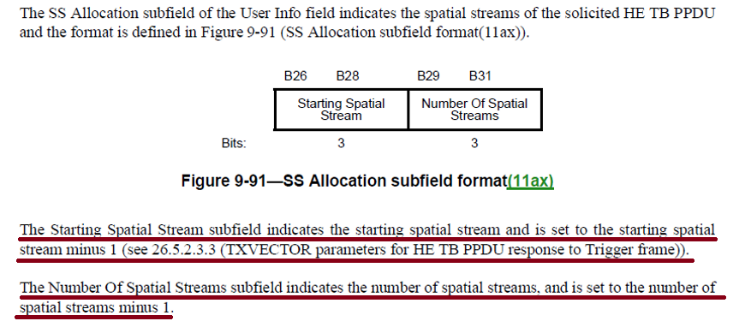 The SS Allocation subfield of the User Info field indicates the spatial streams of the solicited HE TB PPDU
and the format is defined in Figure 9-91 (SS Allocation subfield format(11ax)).
B26 B28 B29 B31
Starting Spatial Stream Number Of Spatial Streams
Bits: 3 3
Figure 9-91—SS Allocation subfield format(11ax)
The Starting Spatial Stream subfield indicates the starting spatial stream and is set to the starting spatial
stream minus 1 (see 26.5.2.3.3 (TXVECTOR parameters for HE TB PPDU response to Trigger frame)).
The Number Of Spatial Streams subfield indicates the number of spatial streams, and is set to the number of
spatial streams minus 1.